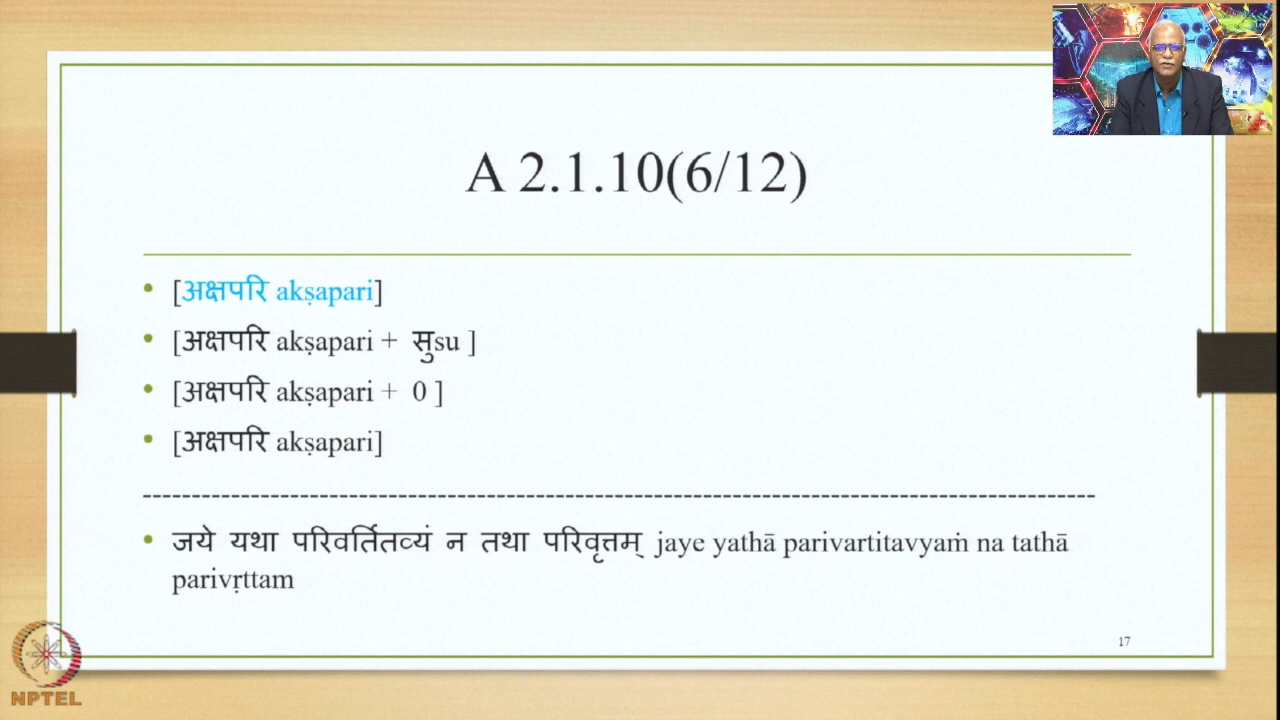 A 2.1.10(6/12)
• [अक्षपरि akṣapari]
• [अक्षपरि akṣapari + सुsu ]
• [अक्षपरि akṣapari + 0 ]
• [अक्षपरि akṣapari]
--------------------------------------------------------------------------------------------------
• जये यथा परिवर्तितव्यं न तथा परिवृत्तम् jaye yathā parivartitavyaṁ na tathā
parivṛttam
17
NPTEL